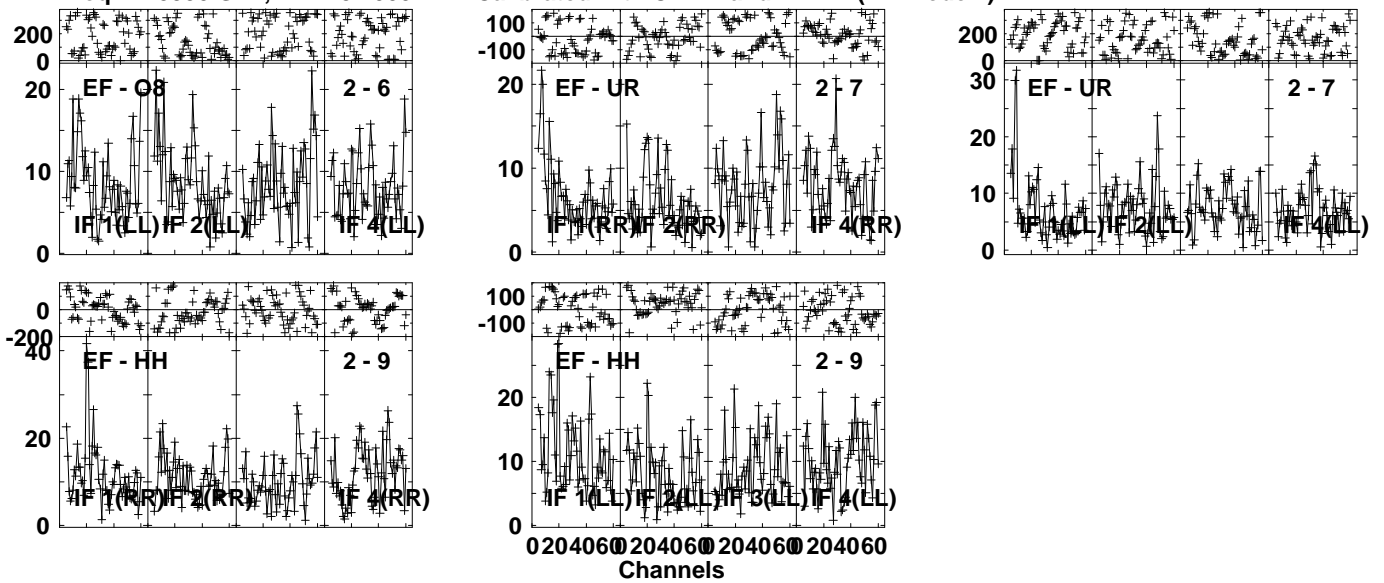 200
0
EF - O8 2 - 6
20
10
IF 1(LL) IF 2(LL) IF 4(LL)
0
100
-100
EF - UR 2 - 7
20
10
IF 1(RR) IF 2(RR) IF 4(RR)
0
200
0
EF - UR 2 - 7
30
20
10
IF 1(LL) IF 2(LL) IF 4(LL)
0
0
-200
40
EF - HH 2 - 9
20
IF 1(RR) IF 2(RR) IF 4(RR)
0
100
-100
EF - HH 2 - 9
20
10
IF 1(LL) IF 2(LL) IF 3(LL) IF 4(LL)
0
0 20 40 60 0 20 40 60 0 20 40 60 0 20 40 60
Channels